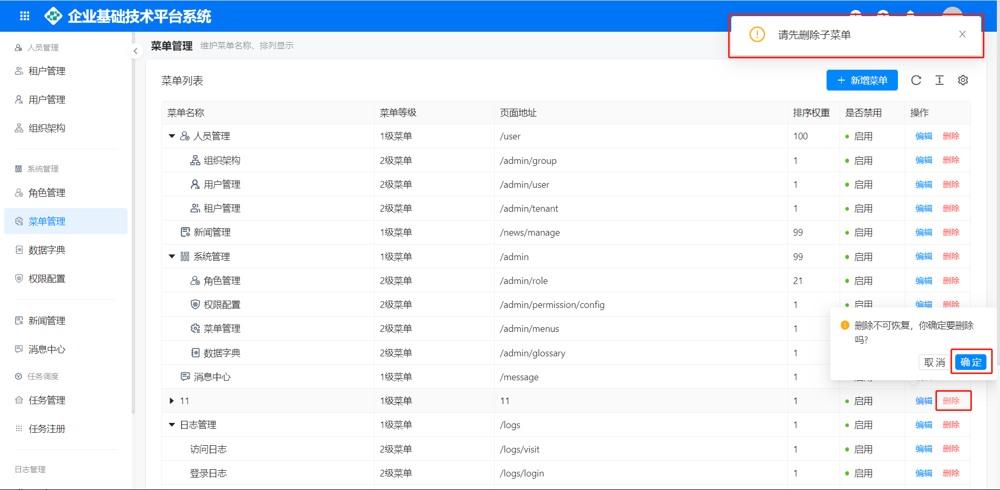 企业基础技术平台系统
请先删除子菜单
人员管理
租户管理
用户管理
组织架构
系统管理
角色管理
菜单管理
数据字典
权限配置
新闻管理
消息中心
任务调度
任务管理
任务注册
日志管理
菜单管理 维护菜单名称、排列显示
菜单列表
新增菜单
菜单名称 菜单等级 页面地址 排序权重 是否禁用 操作
人员管理 1级菜单 /user 100 启用 编辑 删除
组织架构 2级菜单 /admin/group 1 启用 编辑 删除
用户管理 2级菜单 /admin/user 1 启用 编辑 删除
租户管理 2级菜单 /admin/tenant 1 启用 编辑 删除
新闻管理 1级菜单 /news/manage 99 启用 编辑 删除
系统管理 1级菜单 /admin 99 启用 编辑 删除
角色管理 2级菜单 /admin/role 21 启用 编辑 删除
权限配置 2级菜单 /admin/permission/config 1 启用 编辑 删除
菜单管理 2级菜单 /admin/menus 1
数据字典 2级菜单 /admin/glossary 1
消息中心 1级菜单 /message 1
删除不可恢复，你确定要删除
吗?
取 消 确 定
11 1级菜单 11 1 启用 编辑 删除
日志管理 1级菜单 /logs 1 启用 编辑 删除
访问日志 2级菜单 /logs/visit 1 启用 编辑 删除
登录日志 2级菜单 /logs/login 1 启用 编辑 删除